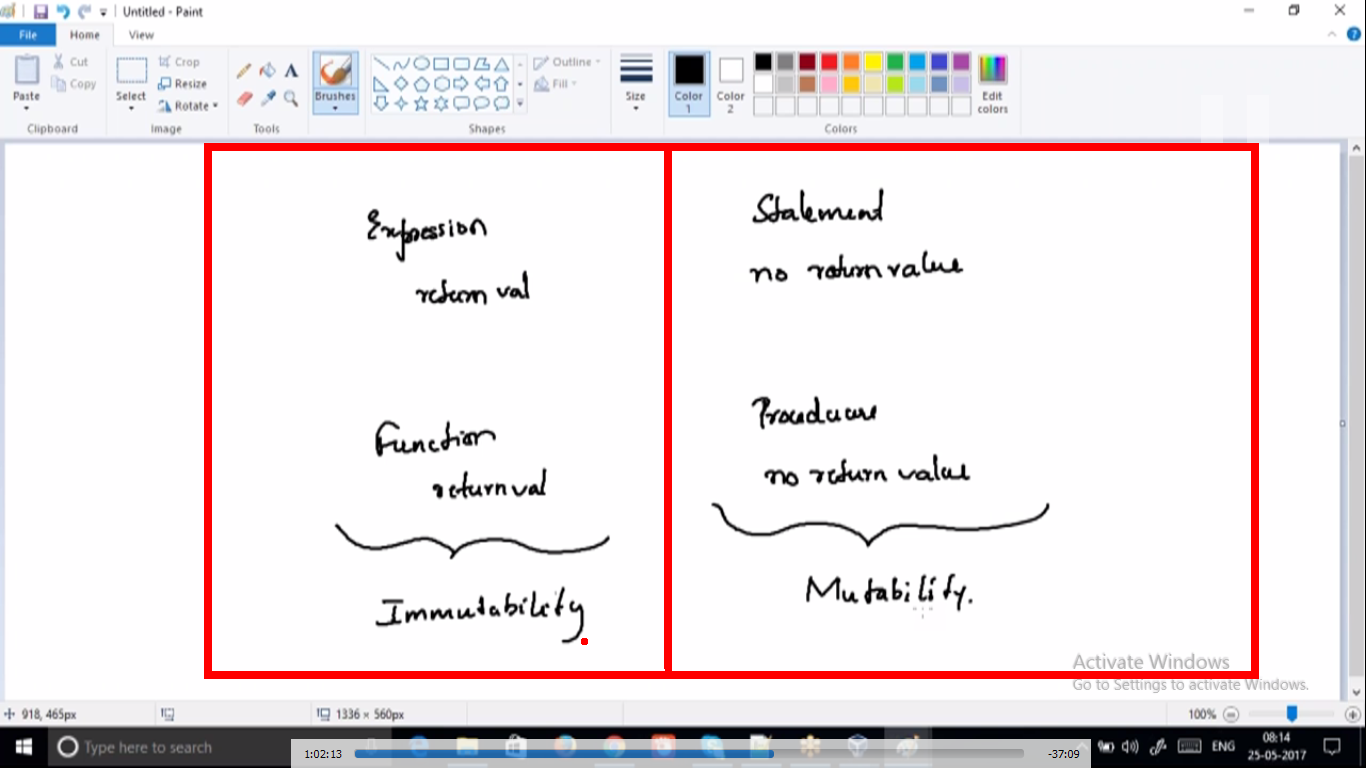 Untitled - Paint
File
Home
View
Paste
Cut
Copy
Clipboard
Select
Crop
Resize
Rotate
Image
Tools
Brushes
Shapes
Outline
Fill
Size
Color 1
Color 2
Edit colors
Colors
Expression
return val
Function
return val
Immutability
Statement
no return value
Procedure
no return value
Mutability.
Activate Windows
Go to Settings to activate Windows.
918, 465px
1336 × 560px
100%
Type here to search
1:02:13
-37:09
ENG
08:14
25-05-2017